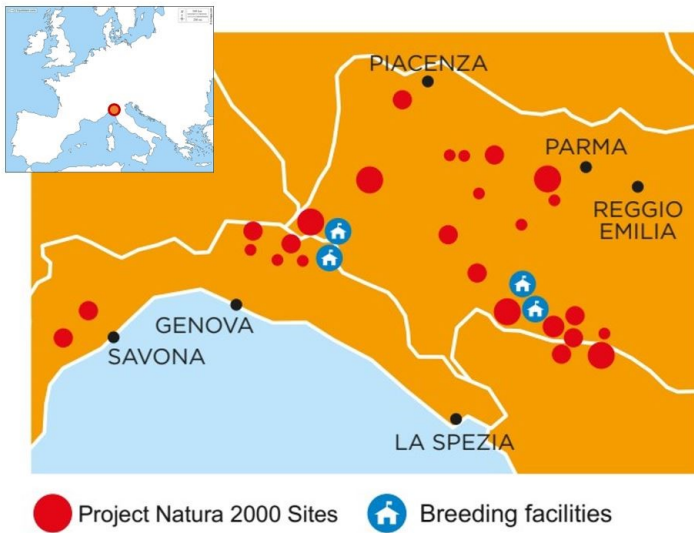 PIACENZA
PARMA
REGGIO
EMILIA
GENOVA
SAVONA
LA SPEZIA
Project Natura 2000 Sites
Breeding facilities